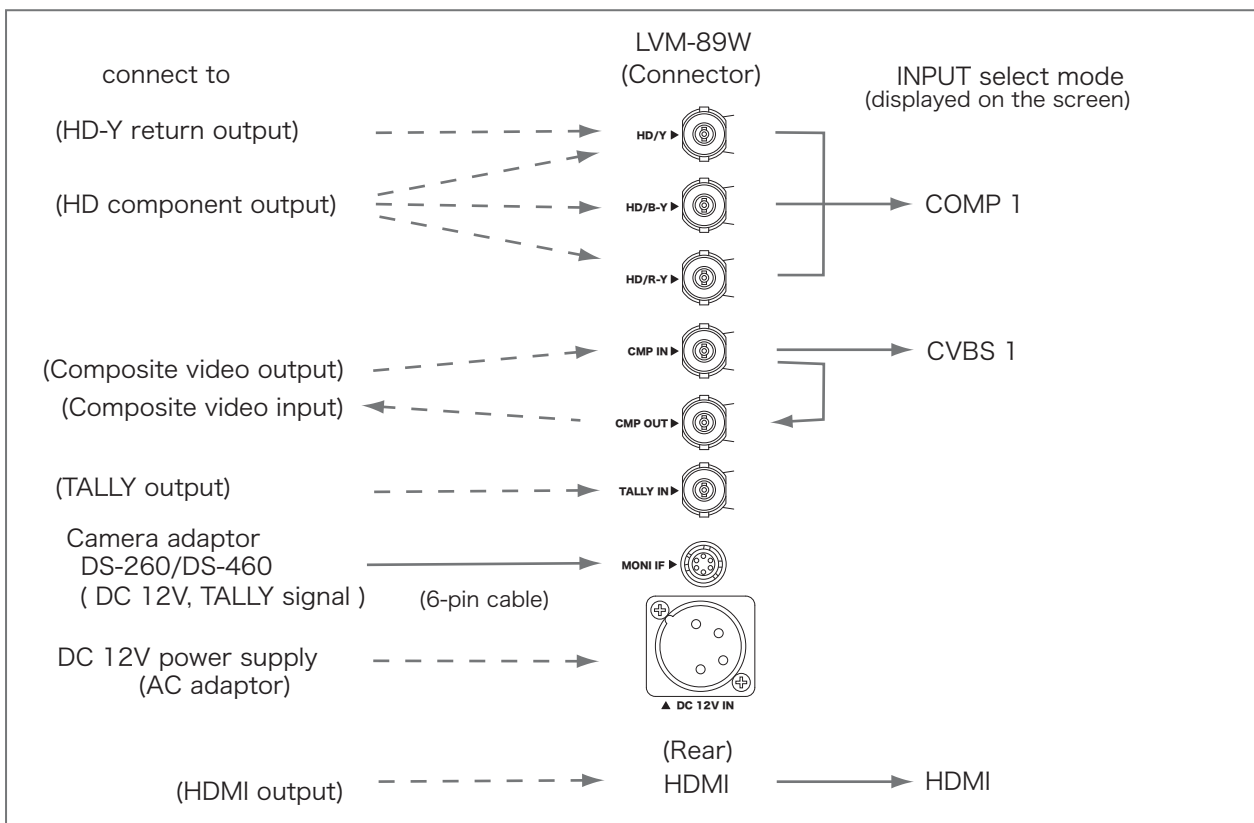 connect to
LVM-89W
(Connector)
INPUT select mode
(displayed on the screen)
(HD-Y return output)
HD/Y ▶
(HD component output)
HD/B-Y ▶
COMP 1
HD/R-Y ▶
(Composite video output)
CMP IN ▶
CVBS 1
(Composite video input)
CMP OUT ▶
(TALLY output)
TALLY IN ▶
Camera adaptor
DS-260/DS-460
( DC 12V, TALLY signal )
(6-pin cable)
MONI IF ▶
DC 12V power supply
(AC adaptor)
▲ DC 12V IN
(Rear)
HDMI
(HDMI output)
HDMI